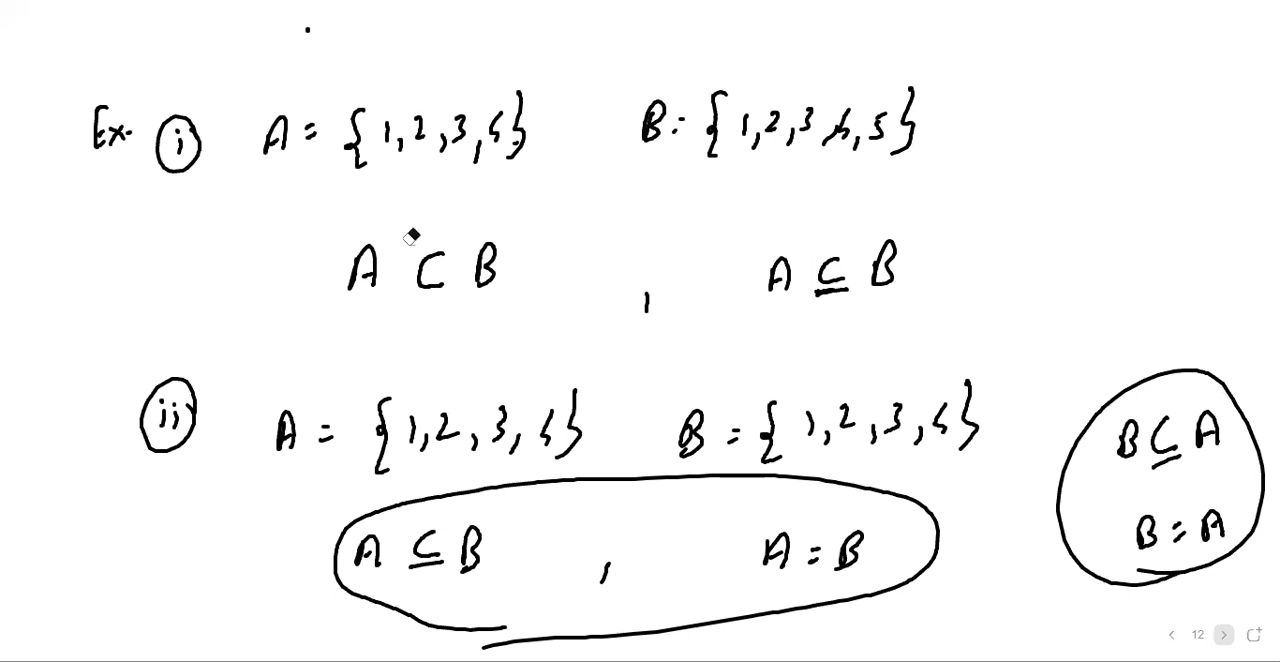 Ex. (i) A = {1, 2, 3, 4} B = {1, 2, 3, 4, 5}
A ⊂ B , A ⊆ B
(ii) A = {1, 2, 3, 4} B = {1, 2, 3, 4}
B ⊆ A
A ⊆ B , A = B
B = A
12